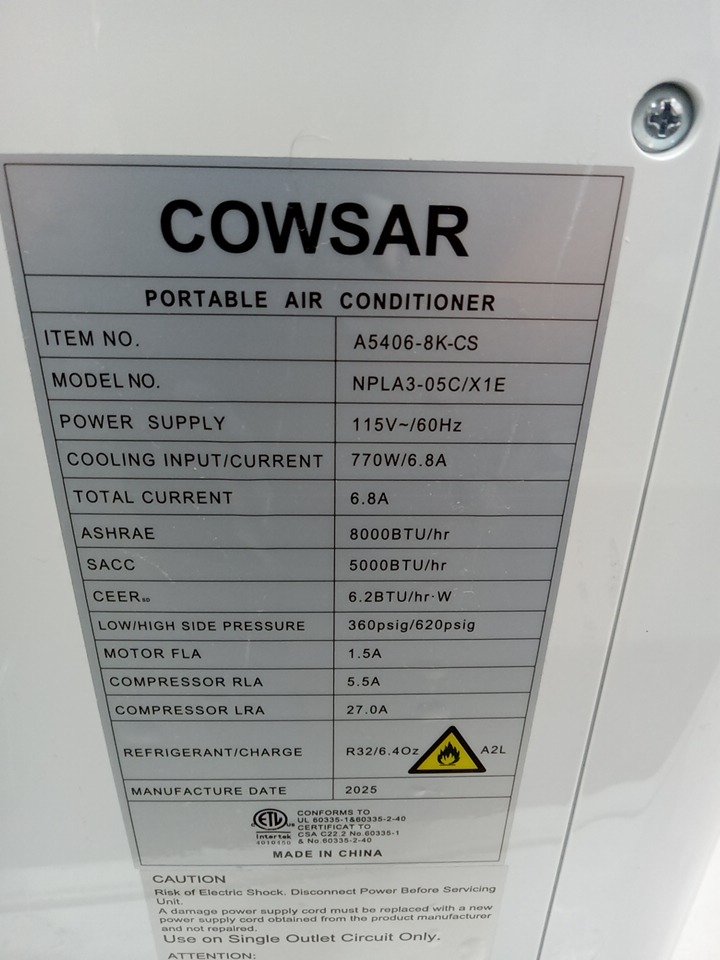 COWSAR
PORTABLE AIR CONDITIONER
ITEM NO. A5406-8K-CS
MODEL NO. NPLA3-05C/X1E
POWER SUPPLY 115V~/60Hz
COOLING INPUT/CURRENT 770W/6.8A
TOTAL CURRENT 6.8A
ASHRAE 8000BTU/hr
SACC 5000BTU/hr
CEERSD 6.2BTU/hr·W
LOW/HIGH SIDE PRESSURE 360psig/620psig
MOTOR FLA 1.5A
COMPRESSOR RLA 5.5A
COMPRESSOR LRA 27.0A
REFRIGERANT/CHARGE R32/6.4Oz A2L
MANUFACTURE DATE 2025
ETL
C US
Intertek
4010450
CONFORMS TO
UL 60335-1&60335-2-40
CERTIFICAT TO
CSA C22.2 No.60335-1
& No.60335-2-40
MADE IN CHINA
CAUTION
Risk of Electric Shock. Disconnect Power Before Servicing
Unit.
A damage power supply cord must be replaced with a new
power supply cord obtained from the product manufacturer
and not repaired.
Use on Single Outlet Circuit Only.
ATTENTION: